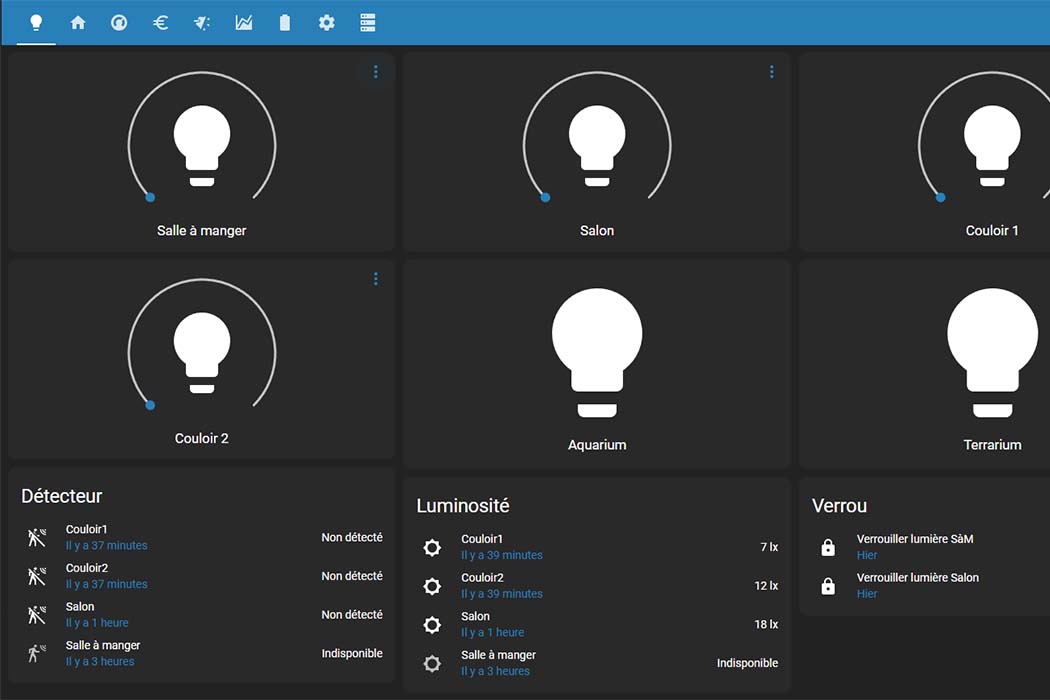 Salle à manger
Salon
Couloir 1
Couloir 2
Aquarium
Terrarium
Détecteur
Couloir1
Il y a 37 minutes
Non détecté
Couloir2
Il y a 37 minutes
Non détecté
Salon
Il y a 1 heure
Non détecté
Salle à manger
Il y a 3 heures
Indisponible
Luminosité
Couloir1
Il y a 39 minutes
7 lx
Couloir2
Il y a 39 minutes
12 lx
Salon
Il y a 1 heure
18 lx
Salle à manger
Il y a 3 heures
Indisponible
Verrou
Verrouiller lumière SàM
Hier
Verrouiller lumière Salon
Hier